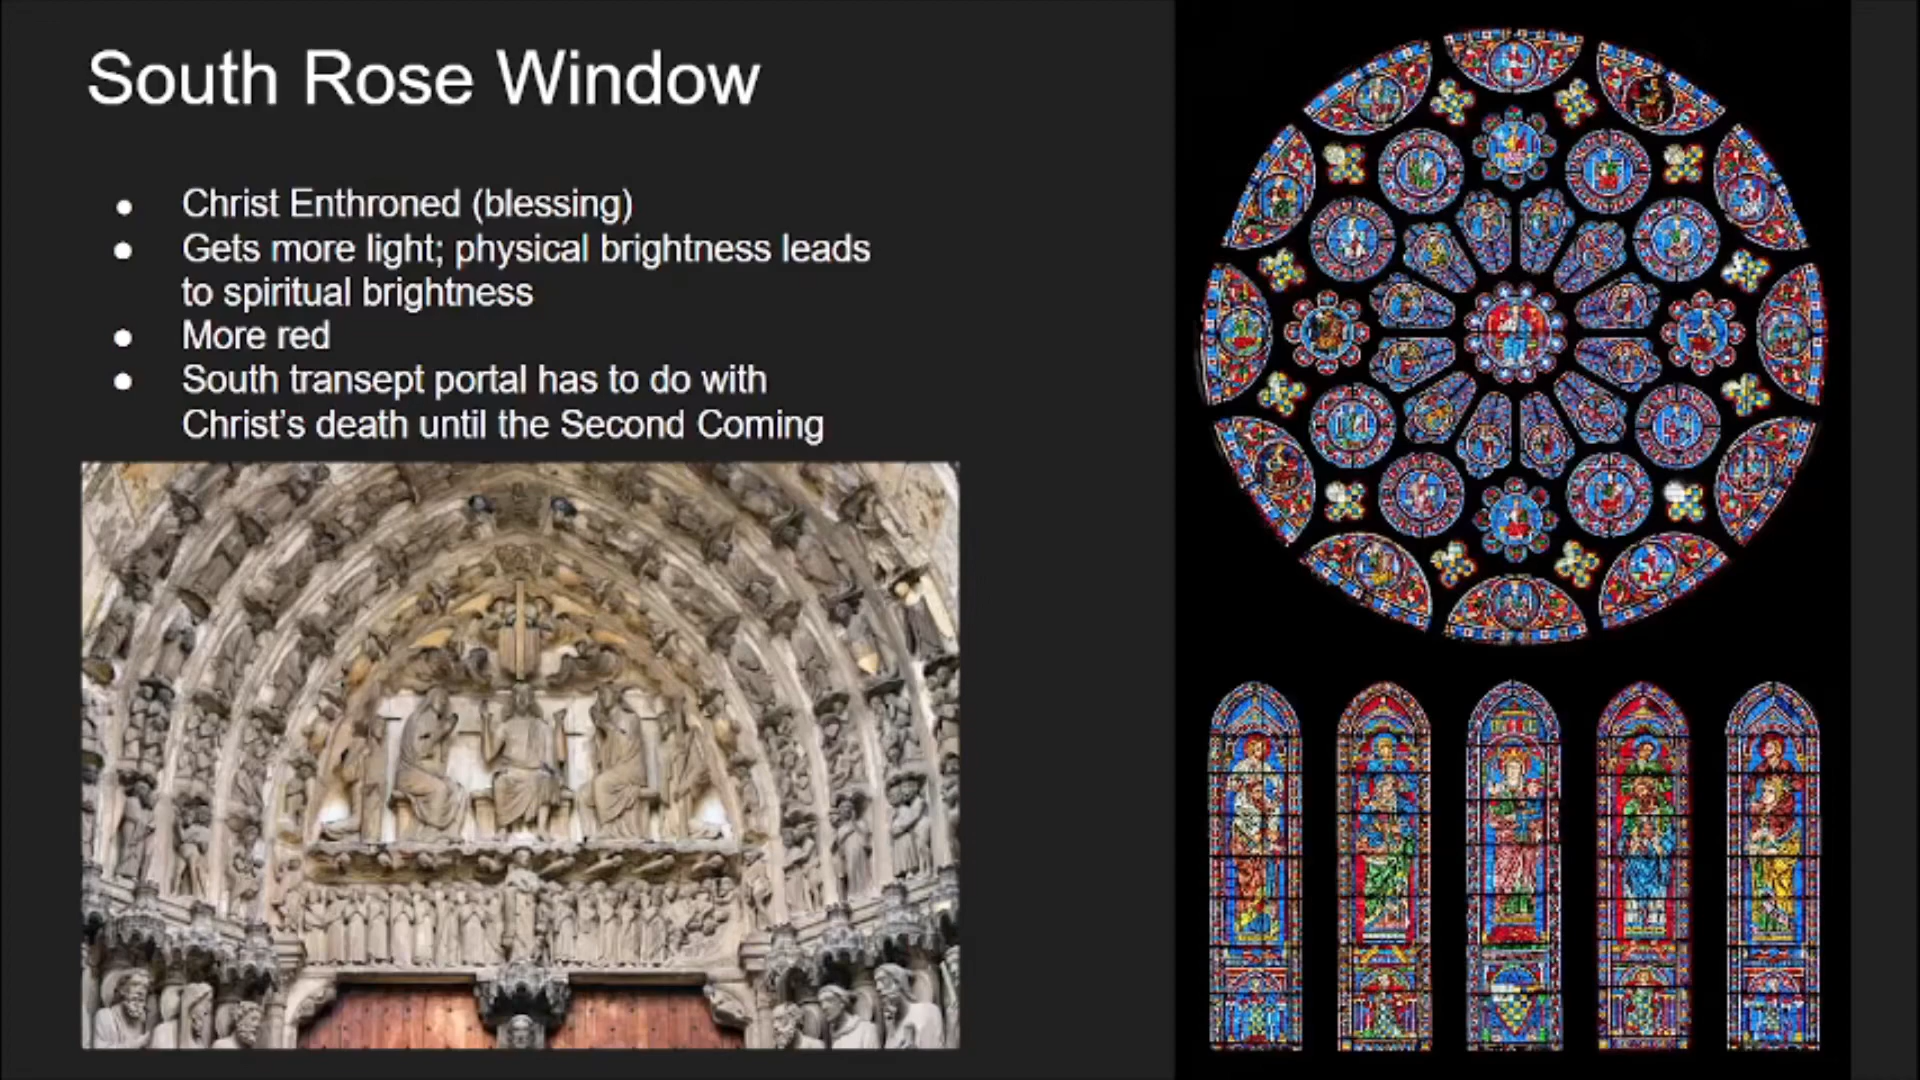 South Rose Window
● Christ Enthroned (blessing)
● Gets more light; physical brightness leads
to spiritual brightness
● More red
● South transept portal has to do with
Christ’s death until the Second Coming